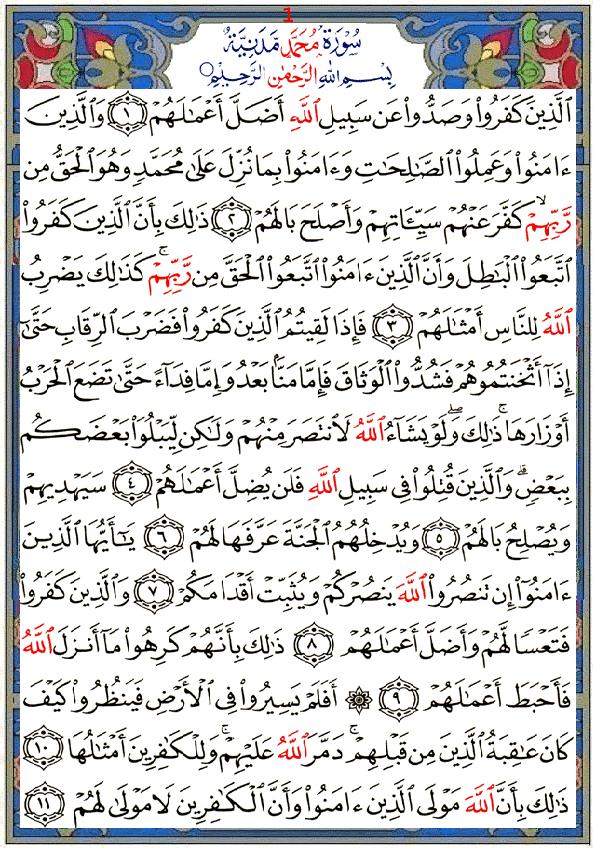 1
سُورَةُ مُحَمَّدٍ مَدَنِيَّةٌ
بِسْمِ اللَّهِ الرَّحْمَٰنِ الرَّحِيمِ
ٱلَّذِينَ كَفَرُوا۟ وَصَدُّوا۟ عَن سَبِيلِ ٱللَّهِ أَضَلَّ أَعْمَٰلَهُمْ ١ وَٱلَّذِينَ
ءَامَنُوا۟ وَعَمِلُوا۟ ٱلصَّٰلِحَٰتِ وَءَامَنُوا۟ بِمَا نُزِّلَ عَلَىٰ مُحَمَّدٍ وَهُوَ ٱلْحَقُّ مِن
رَّبِّهِمْ ۙ كَفَّرَ عَنْهُمْ سَيِّـَٔاتِهِمْ وَأَصْلَحَ بَالَهُمْ ٢ ذَٰلِكَ بِأَنَّ ٱلَّذِينَ كَفَرُوا۟
ٱتَّبَعُوا۟ ٱلْبَٰطِلَ وَأَنَّ ٱلَّذِينَ ءَامَنُوا۟ ٱتَّبَعُوا۟ ٱلْحَقَّ مِن رَّبِّهِمْ ۚ كَذَٰلِكَ يَضْرِبُ
ٱللَّهُ لِلنَّاسِ أَمْثَٰلَهُمْ ٣ فَإِذَا لَقِيتُمُ ٱلَّذِينَ كَفَرُوا۟ فَضَرْبَ ٱلرِّقَابِ حَتَّىٰٓ
إِذَآ أَثْخَنتُمُوهُمْ فَشُدُّوا۟ ٱلْوَثَاقَ فَإِمَّا مَنًّۢا بَعْدُ وَإِمَّا فِدَآءً حَتَّىٰ تَضَعَ ٱلْحَرْبُ
أَوْزَارَهَا ۚ ذَٰلِكَ وَلَوْ يَشَآءُ ٱللَّهُ لَٱنتَصَرَ مِنْهُمْ وَلَٰكِن لِّيَبْلُوَا۟ بَعْضَكُم
بِبَعْضٍ ۗ وَٱلَّذِينَ قُتِلُوا۟ فِى سَبِيلِ ٱللَّهِ فَلَن يُضِلَّ أَعْمَٰلَهُمْ ٤ سَيَهْدِيهِمْ
وَيُصْلِحُ بَالَهُمْ ٥ وَيُدْخِلُهُمُ ٱلْجَنَّةَ عَرَّفَهَا لَهُمْ ٦ يَٰٓأَيُّهَا ٱلَّذِينَ
ءَامَنُوٓا۟ إِن تَنصُرُوا۟ ٱللَّهَ يَنصُرْكُمْ وَيُثَبِّتْ أَقْدَامَكُمْ ٧ وَٱلَّذِينَ كَفَرُوا۟
فَتَعْسًا لَّهُمْ وَأَضَلَّ أَعْمَٰلَهُمْ ٨ ذَٰلِكَ بِأَنَّهُمْ كَرِهُوا۟ مَآ أَنزَلَ ٱللَّهُ
فَأَحْبَطَ أَعْمَٰلَهُمْ ٩ ۞ أَفَلَمْ يَسِيرُوا۟ فِى ٱلْأَرْضِ فَيَنظُرُوا۟ كَيْفَ
كَانَ عَٰقِبَةُ ٱلَّذِينَ مِن قَبْلِهِمْ ۚ دَمَّرَ ٱللَّهُ عَلَيْهِمْ ۖ وَلِلْكَٰفِرِينَ أَمْثَٰلُهَا ١٠
ذَٰلِكَ بِأَنَّ ٱللَّهَ مَوْلَى ٱلَّذِينَ ءَامَنُوا۟ وَأَنَّ ٱلْكَٰفِرِينَ لَا مَوْلَىٰ لَهُمْ ١١